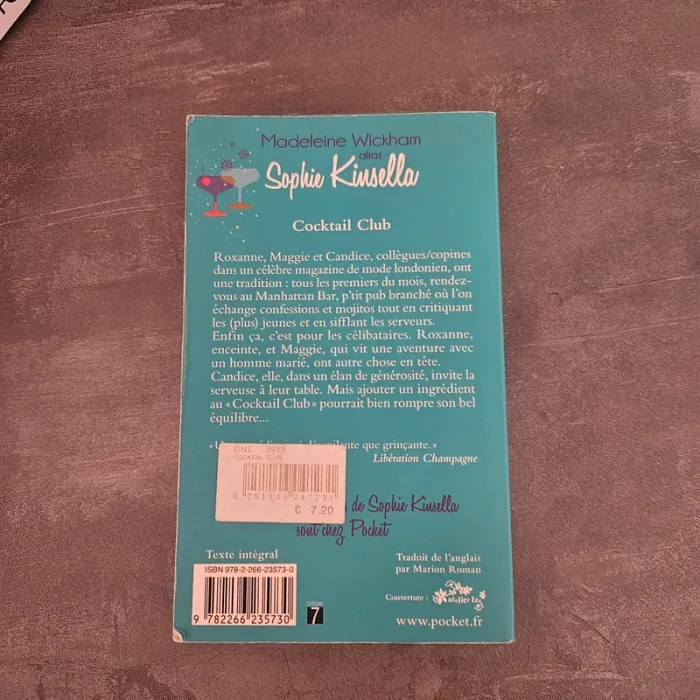 Madeleine Wickham
alias
Sophie Kinsella
Cocktail Club
Roxanne, Maggie et Candice, collègues/copines
dans un célèbre magazine de mode londonien, ont
une tradition : tous les premiers du mois, rendez-
vous au Manhattan Bar, p'tit pub branché où l'on
échange confessions et mojitos tout en critiquant
les (plus) jeunes et en sifflant les serveurs.
Enfin ça, c'est pour les célibataires. Roxanne,
enceinte, et Maggie, qui vit une aventure avec
un homme marié, ont autre chose en tête.
Candice, elle, dans un élan de générosité, invite la
serveuse à leur table. Mais ajouter un ingrédient
au « Cocktail Club » pourrait bien rompre son bel
équilibre...
que grinçante. »
Libération Champagne
COCKTAIL CLUB
€ 7.20
de Sophie Kinsella
sont chez Pocket
Texte intégral
Traduit de l'anglais
par Marion Roman
ISBN 978-2-266-23573-0
9 782266 235730
7
Couverture :
www.pocket.fr